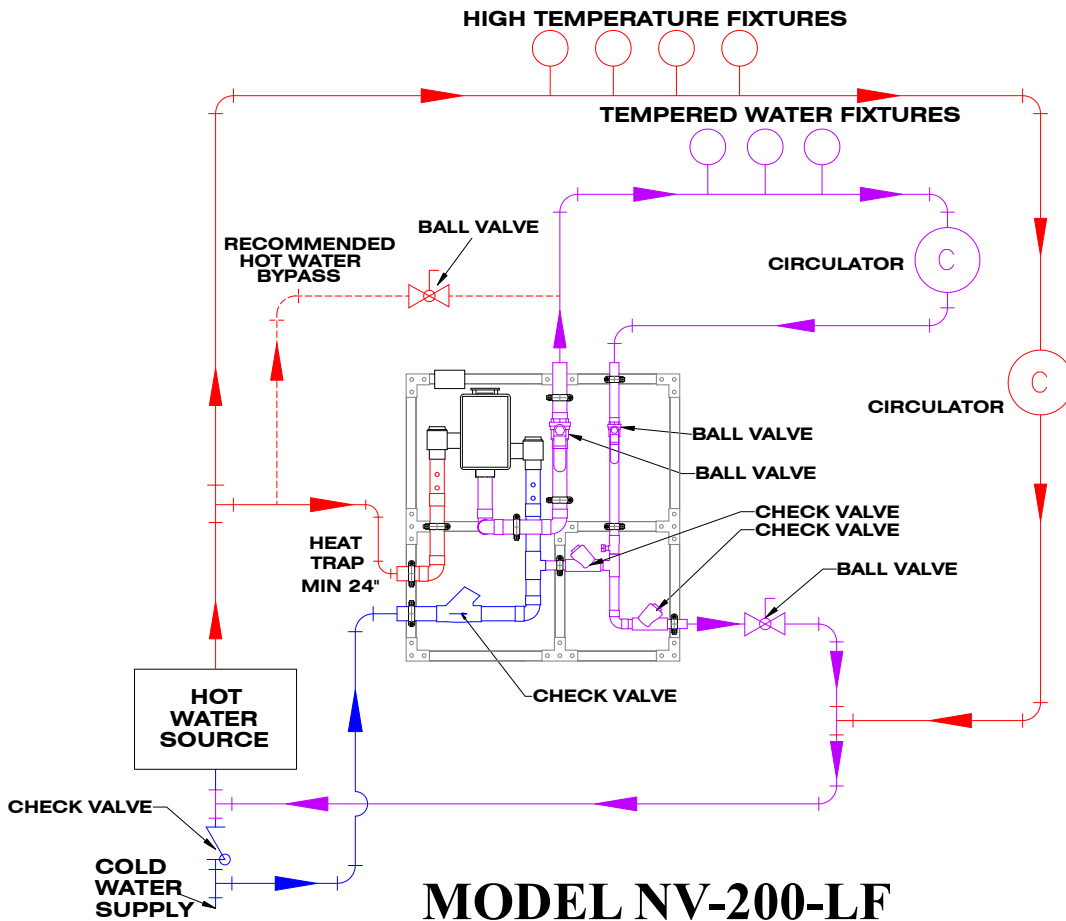 HIGH TEMPERATURE FIXTURES
TEMPERED WATER FIXTURES
BALL VALVE
RECOMMENDED
HOT WATER
BYPASS
CIRCULATOR
C
C
CIRCULATOR
BALL VALVE
BALL VALVE
CHECK VALVE
CHECK VALVE
HEAT
TRAP
MIN 24"
BALL VALVE
CHECK VALVE
HOT
WATER
SOURCE
CHECK VALVE
COLD
WATER
SUPPLY
MODEL NV-200-LF